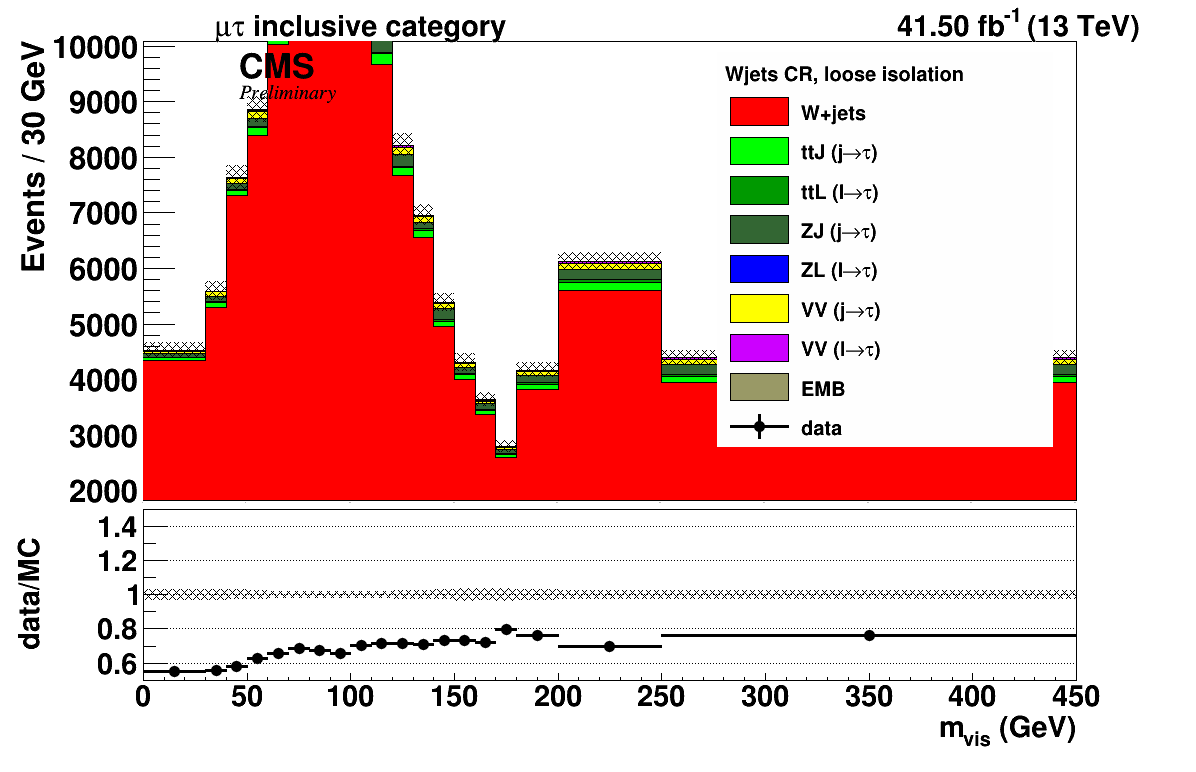 μτ inclusive category
41.50 fb-1 (13 TeV)
CMS
Preliminary
Events / 30 GeV
10000
9000
8000
7000
6000
5000
4000
3000
2000
Wjets CR, loose isolation
W+jets
ttJ (j→τ)
ttL (l→τ)
ZJ (j→τ)
ZL (l→τ)
VV (j→τ)
VV (l→τ)
EMB
data
data/MC
1.4
1.2
1
0.8
0.6
0 50 100 150 200 250 300 350 400 450
mvis (GeV)